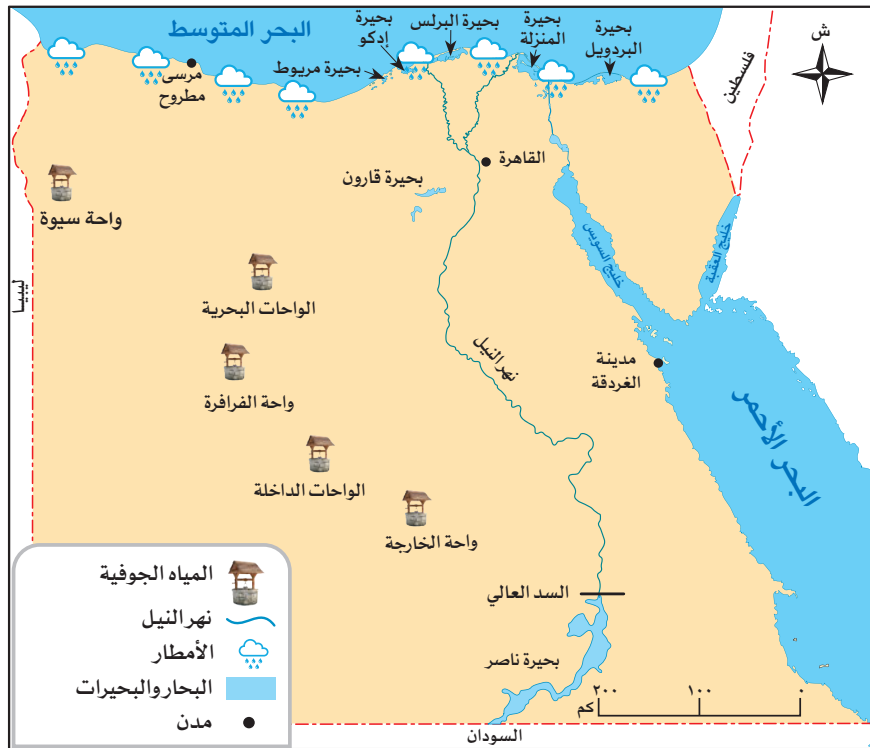 البحر المتوسط
بحيرة
إدكو
بحيرة البرلس
بحيرة
المنزلة
بحيرة
البردويل
ش
فلسطين
بحيرة مريوط
مرسى
مطروح
القاهرة
بحيرة قارون
واحة سيوة
خليج السويس
خليج العقبة
ليبيا
الواحات البحرية
نهر النيل
مدينة
الغردقة
واحة الفرافرة
البحر الأحمر
الواحات الداخلة
واحة الخارجة
السد العالي
بحيرة ناصر
المياه الجوفية
نهر النيل
الأمطار
البحار والبحيرات
مدن
٢٠٠ ١٠٠ ٠
كم
السودان